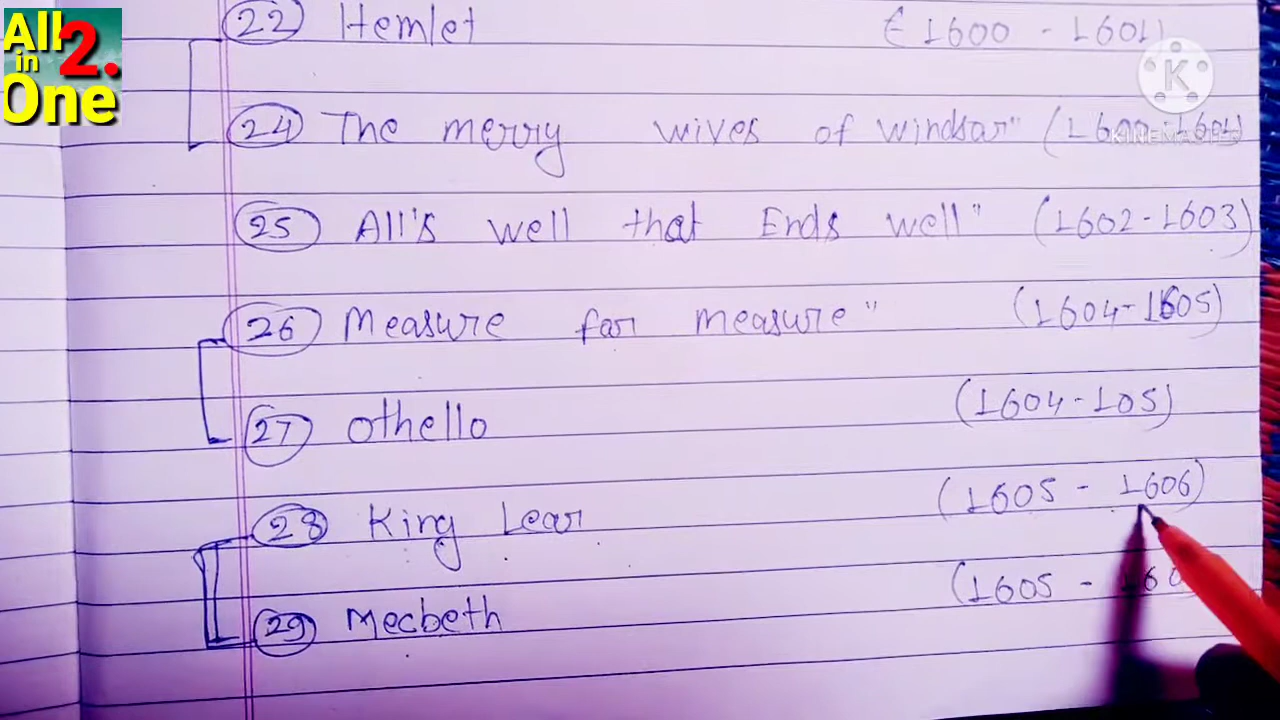 All 2.
in
One
22 Hemlet (1600 - 1601)
K
KINEMASTER
24 The merry wives of windsar" (1600-1601)
25 All's well that Ends well" (1602-1603)
26 Measure for measure" (1604-1605)
27 Othello (1604-105)
28 King Lear (1605 - 1606)
29 Mecbeth (1605 -